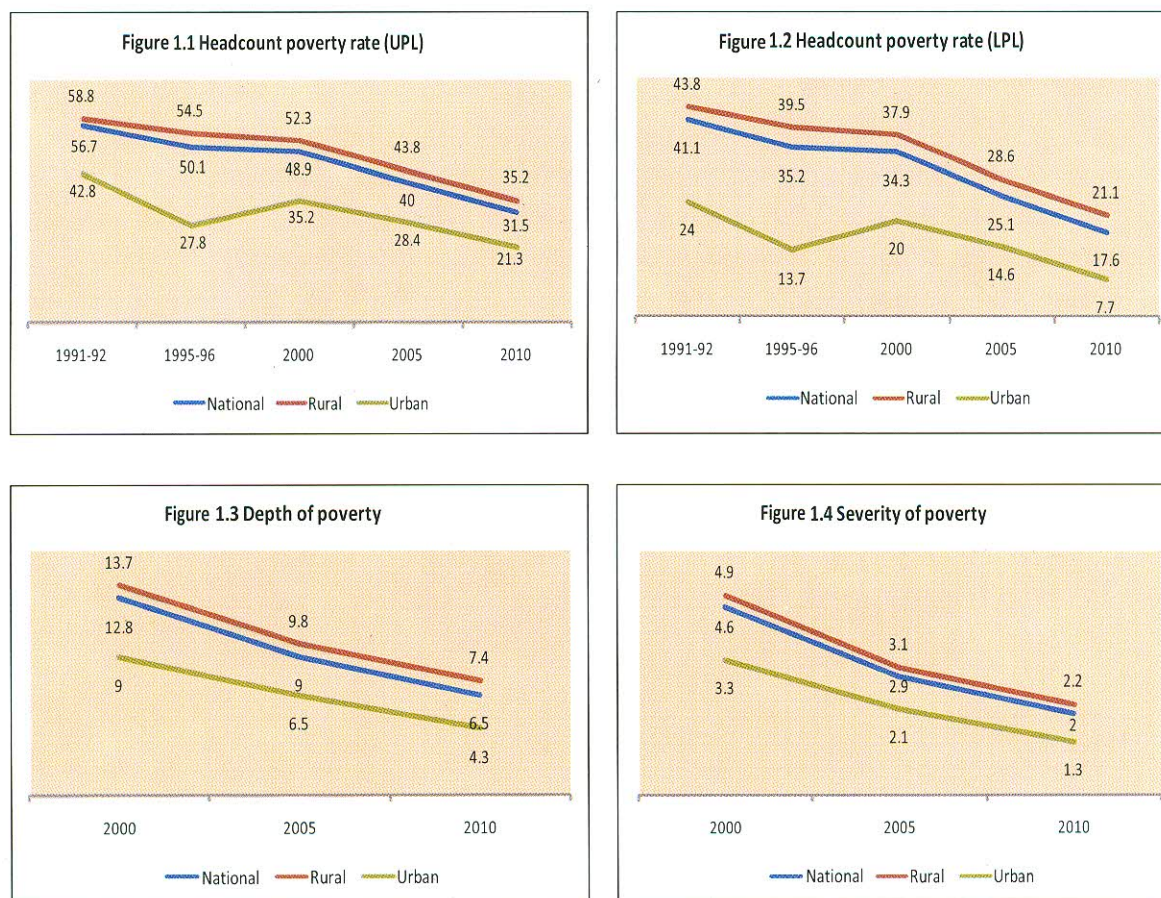 Figure 1.1 Headcount poverty rate (UPL)
58.8 54.5 52.3 43.8 35.2
56.7 50.1 48.9 40 31.5
42.8 27.8 35.2 28.4 21.3
1991-92 1995-96 2000 2005 2010
National Rural Urban
Figure 1.2 Headcount poverty rate (LPL)
43.8 39.5 37.9 28.6 21.1
41.1 35.2 34.3 25.1 17.6
24 13.7 20 14.6 7.7
1991-92 1995-96 2000 2005 2010
National Rural Urban
Figure 1.3 Depth of poverty
13.7 9.8 7.4
12.8 9 6.5
9 6.5 4.3
2000 2005 2010
National Rural Urban
Figure 1.4 Severity of poverty
4.9 3.1 2.2
4.6 2.9 2
3.3 2.1 1.3
2000 2005 2010
National Rural Urban